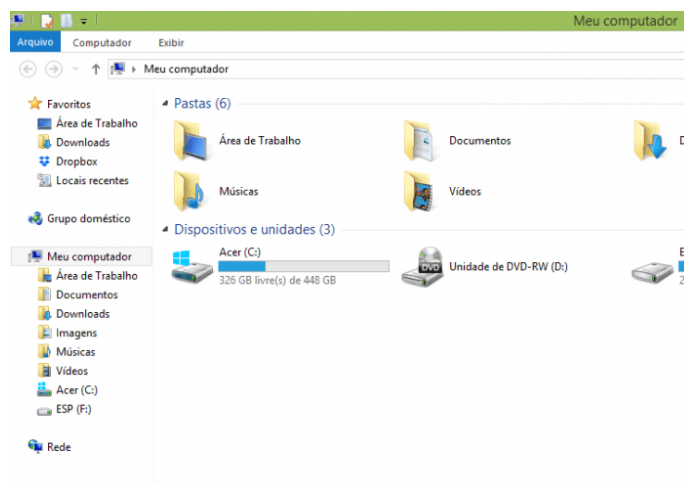 Meu computador
Arquivo Computador Exibir
Meu computador
Favoritos
Área de Trabalho
Downloads
Dropbox
Locais recentes
Grupo doméstico
Meu computador
Área de Trabalho
Documentos
Downloads
Imagens
Músicas
Vídeos
Acer (C:)
ESP (F:)
Rede
Pastas (6)
Área de Trabalho
Documentos
D
Músicas
Vídeos
Dispositivos e unidades (3)
Acer (C:)
326 GB livre(s) de 448 GB
DVD
Unidade de DVD-RW (D:)
E
2